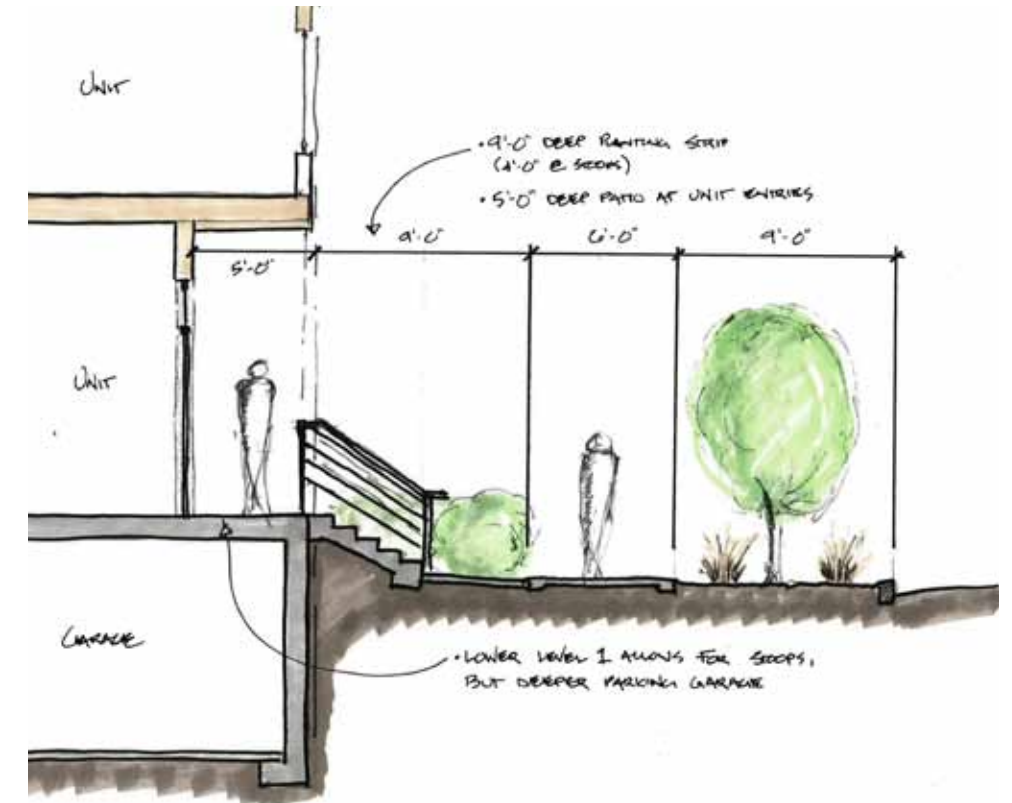 UNIT
• 9'-0" DEEP PLANTING STRIP
(4'-0" @ STOOPS)
• 5'-0" DEEP PATIO AT UNIT ENTRIES
5'-0"
9'-0"
6'-0"
9'-0"
UNIT
GARAGE
• LOWER LEVEL 1 ALLOWS FOR STOOPS,
BUT DEEPER PARKING GARAGE